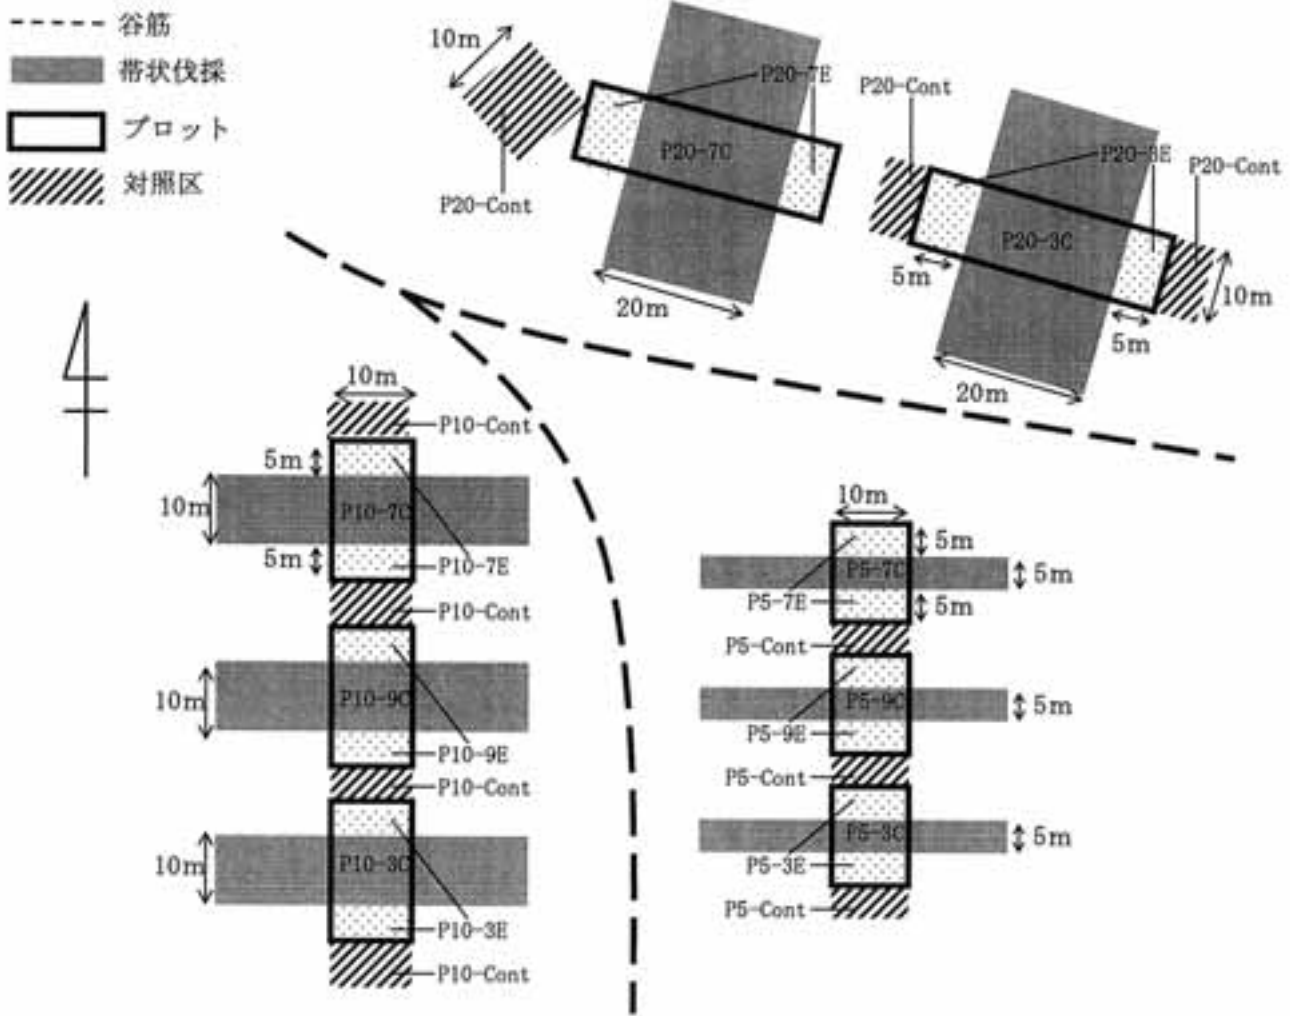 谷筋
帯状伐採
プロット
対照区
10m
P20-7E
P20-7C
P20-Cont
20m
P20-Cont
P20-3E
P20-Cont
P20-3C
5m
10m
5m
20m
10m
P10-Cont
5m
10m
P10-7C
5m
P10-7E
P10-Cont
10m
P10-9C
P10-9E
P10-Cont
10m
P10-3C
P10-3E
P10-Cont
10m
5m
P5-7C
5m
P5-7E
5m
P5-Cont
P5-9C
5m
P5-9E
P5-Cont
P5-3C
5m
P5-3E
P5-Cont